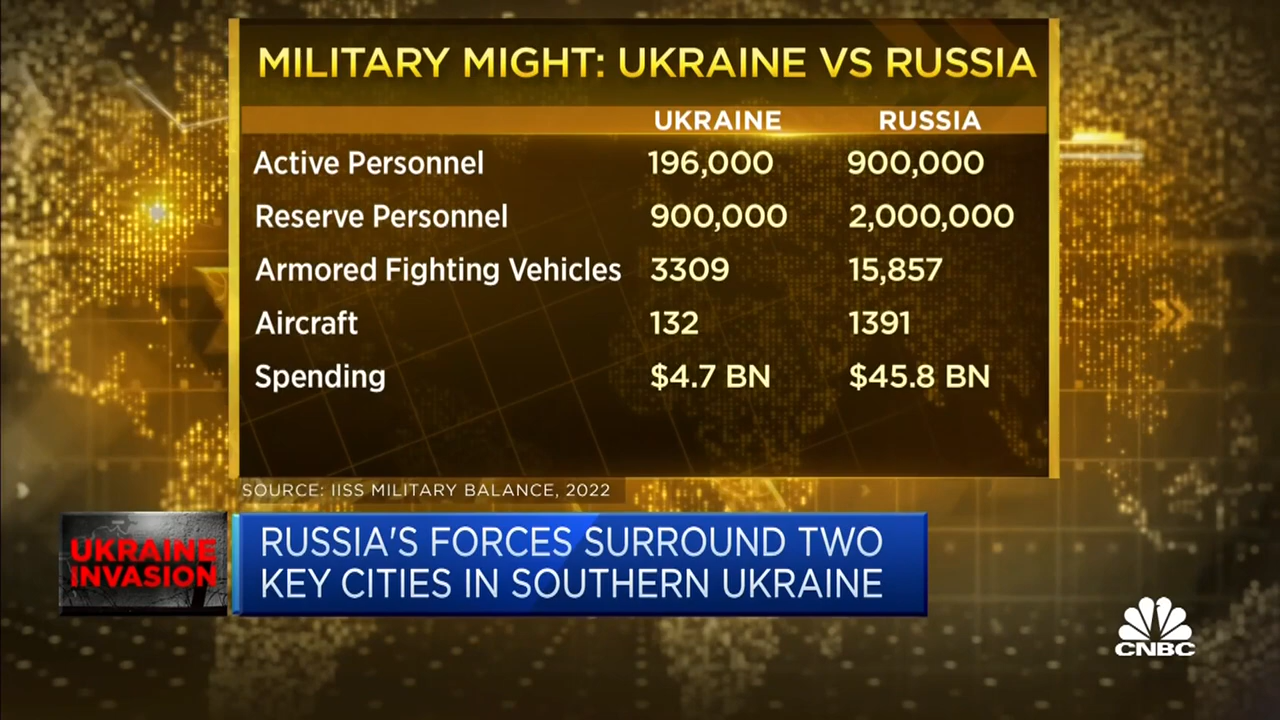 MILITARY MIGHT: UKRAINE VS RUSSIA
UKRAINE RUSSIA
Active Personnel 196,000 900,000
Reserve Personnel 900,000 2,000,000
Armored Fighting Vehicles 3309 15,857
Aircraft 132 1391
Spending $4.7 BN $45.8 BN
SOURCE: IISS MILITARY BALANCE, 2022
UKRAINE
INVASION
RUSSIA'S FORCES SURROUND TWO
KEY CITIES IN SOUTHERN UKRAINE
CNBC